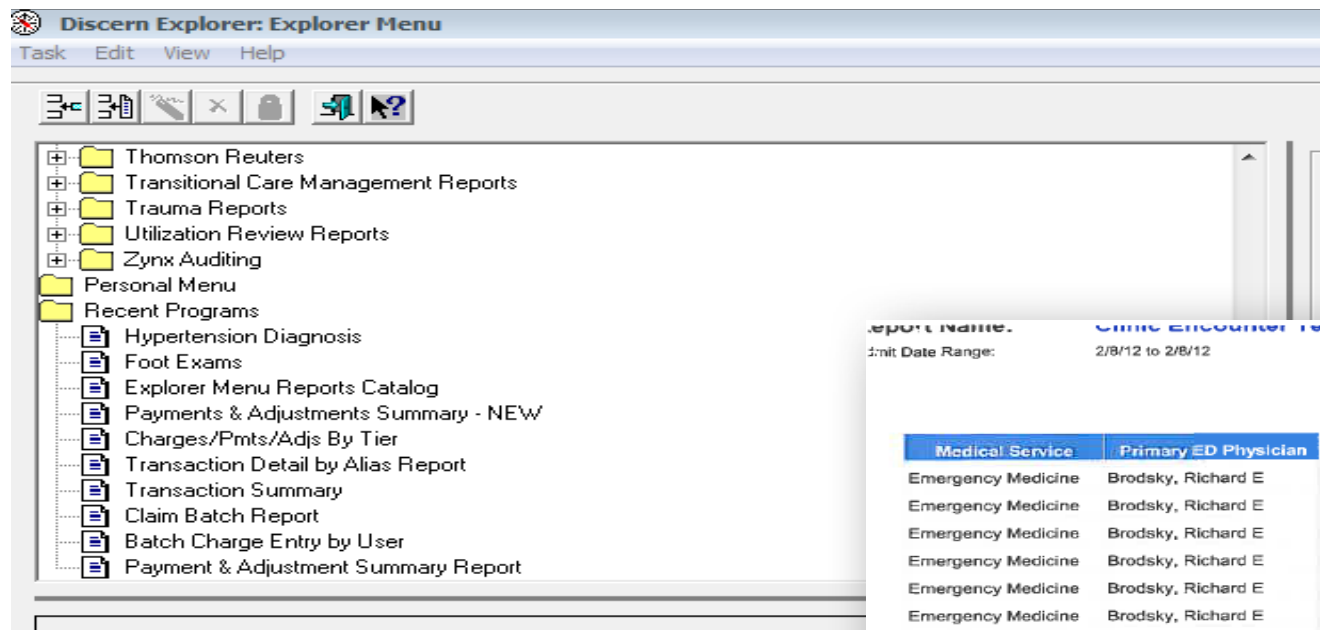 Discern Explorer: Explorer Menu
Task Edit View Help
Thomson Reuters
Transitional Care Management Reports
Trauma Reports
Utilization Review Reports
Zynx Auditing
Personal Menu
Recent Programs
Hypertension Diagnosis
Foot Exams
Explorer Menu Reports Catalog
Payments & Adjustments Summary - NEW
Charges/Pmts/Adjs By Tier
Transaction Detail by Alias Report
Transaction Summary
Claim Batch Report
Batch Charge Entry by User
Payment & Adjustment Summary Report
Name: Clinic Encounter
Date Range: 2/8/12 to 2/8/12
Medical Service Primary ED Physician
Emergency Medicine Brodsky, Richard E
Emergency Medicine Brodsky, Richard E
Emergency Medicine Brodsky, Richard E
Emergency Medicine Brodsky, Richard E
Emergency Medicine Brodsky, Richard E
Emergency Medicine Brodsky, Richard E